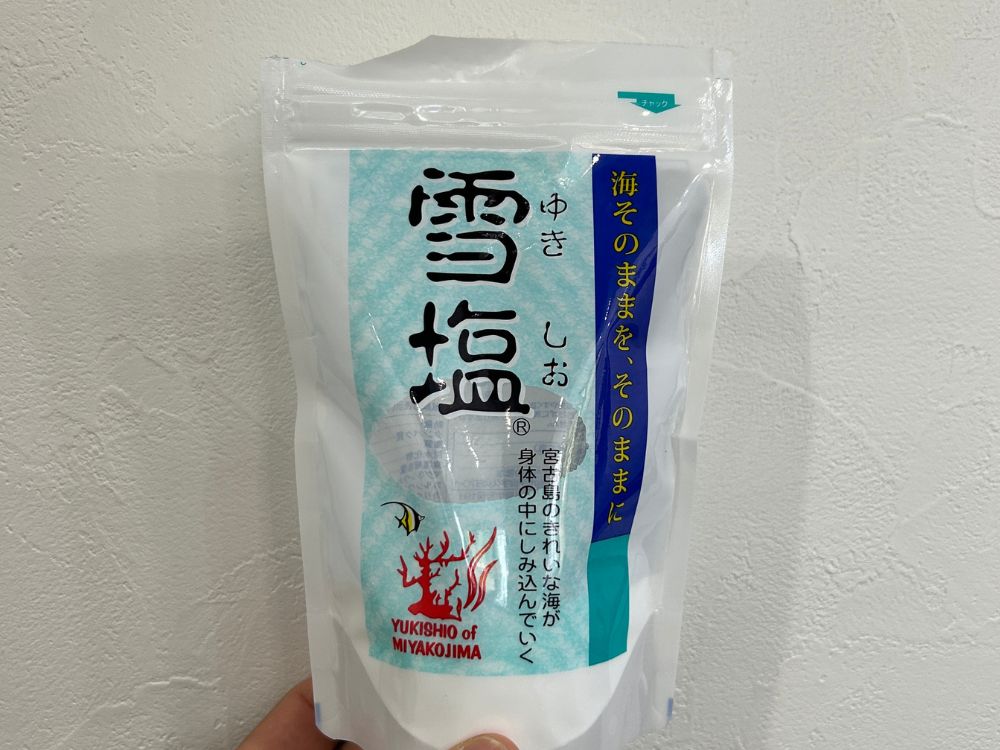 チャック
海そのままを、そのままに
雪塩®
ゆきしお
宮古島のきれいな海が
身体の中にしみ込んでいく
YUKISHIO of
MIYAKOJIMA